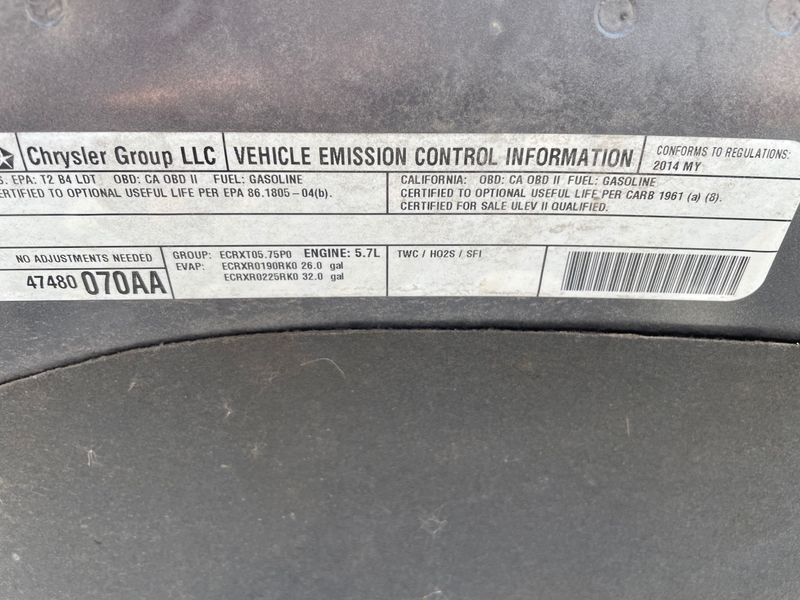 Chrysler Group LLC
VEHICLE EMISSION CONTROL INFORMATION
CONFORMS TO REGULATIONS:
2014 MY
EPA: T2 B4 LDT OBD: CA OBD II FUEL: GASOLINE
CERTIFIED TO OPTIONAL USEFUL LIFE PER EPA 86.1805-04(b).
CALIFORNIA: OBD: CA OBD II FUEL: GASOLINE
CERTIFIED TO OPTIONAL USEFUL LIFE PER CARB 1961 (a) (8).
CERTIFIED FOR SALE ULEV II QUALIFIED.
NO ADJUSTMENTS NEEDED
47480 070AA
GROUP: ECRXT05.75P0 ENGINE: 5.7L
EVAP: ECRXR0190RK0 26.0 gal
ECRXR0225RK0 32.0 gal
TWC / HO2S / SFI